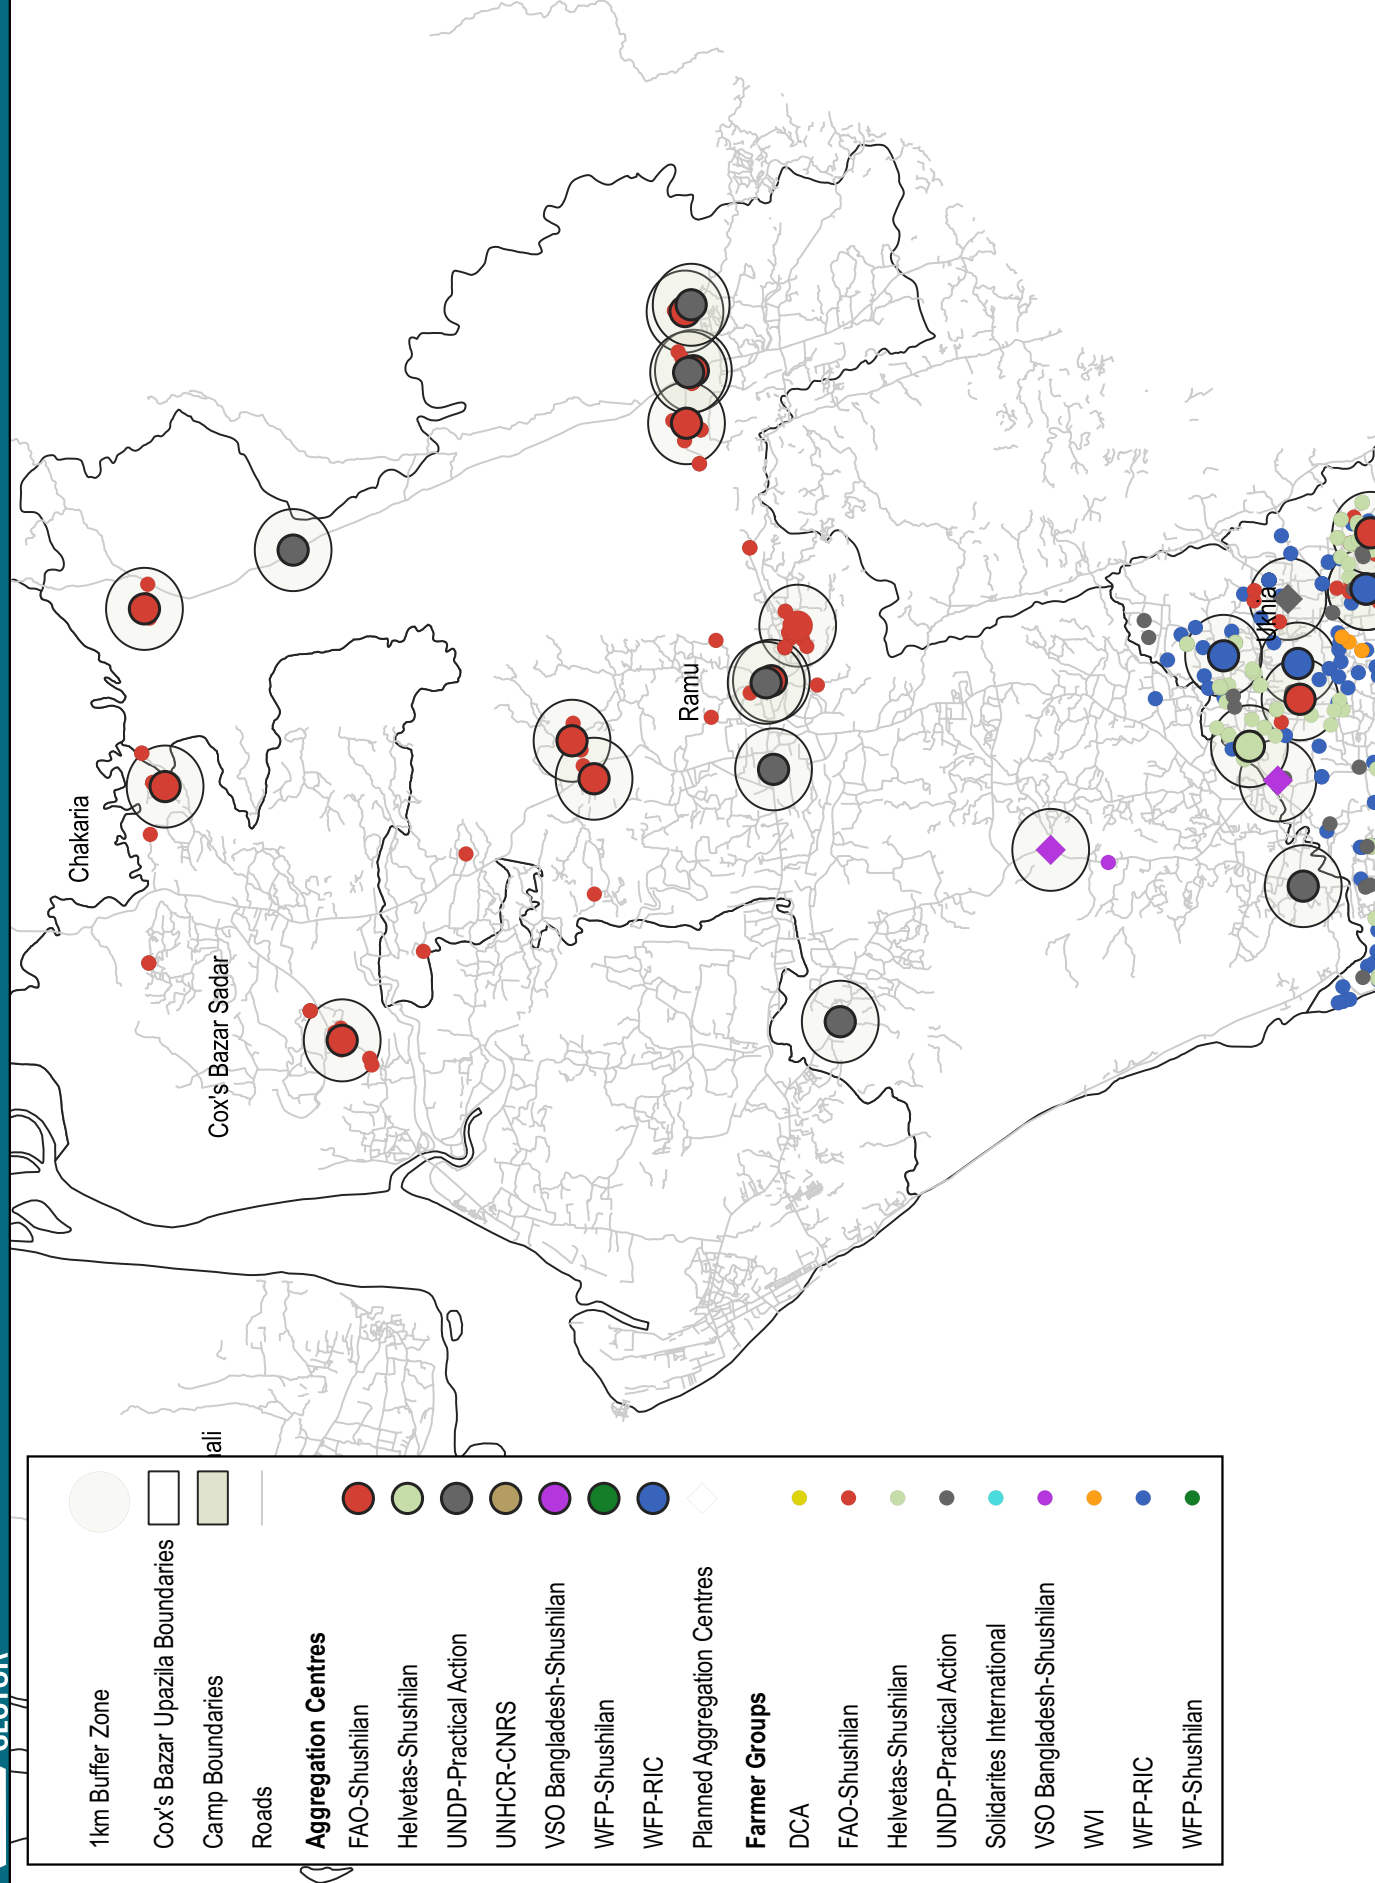 Chakaria
Cox's Bazar Sadar
Ramu
Ukhia
ali
1km Buffer Zone
Cox's Bazar Upazila Boundaries
Camp Boundaries
Roads
Aggregation Centres
FAO-Shushilan
Helvetas-Shushilan
UNDP-Practical Action
UNHCR-CNRS
VSO Bangladesh-Shushilan
WFP-Shushilan
WFP-RIC
Planned Aggregation Centres
Farmer Groups
DCA
FAO-Shushilan
Helvetas-Shushilan
UNDP-Practical Action
Solidarites International
VSO Bangladesh-Shushilan
WVI
WFP-RIC
WFP-Shushilan